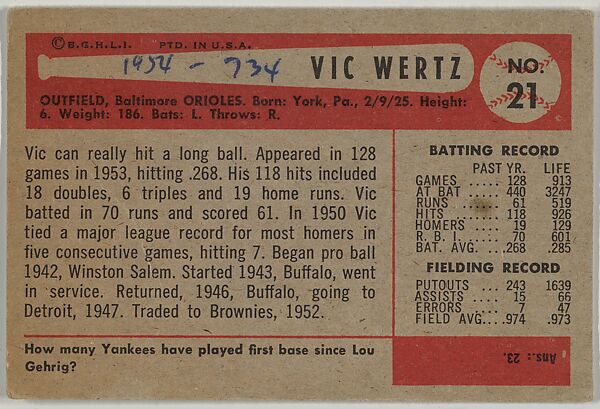 © B.G.H.L.I. PTD. IN U.S.A.
1954 - 734
VIC WERTZ
NO.
21
OUTFIELD, Baltimore ORIOLES. Born: York, Pa., 2/9/25. Height:
6. Weight: 186. Bats: L. Throws: R.
Vic can really hit a long ball. Appeared in 128
games in 1953, hitting .268. His 118 hits included
18 doubles, 6 triples and 19 home runs. Vic
batted in 70 runs and scored 61. In 1950 Vic
tied a major league record for most homers in
five consecutive games, hitting 7. Began pro ball
1942, Winston Salem. Started 1943, Buffalo, went
in service. Returned, 1946, Buffalo, going to
Detroit, 1947. Traded to Brownies, 1952.
BATTING RECORD
PAST YR. LIFE
GAMES ..... 128 913
AT BAT .... 440 3247
RUNS ...... 61 519
HITS ...... 118 926
HOMERS .... 19 129
R. B. I. .... 70 601
BAT. AVG. ...268 .285
FIELDING RECORD
PUTOUTS .... 243 1639
ASSISTS .... 15 66
ERRORS .... 7 47
FIELD AVG....974 .973
How many Yankees have played first base since Lou
Gehrig?
Ans.: 23.